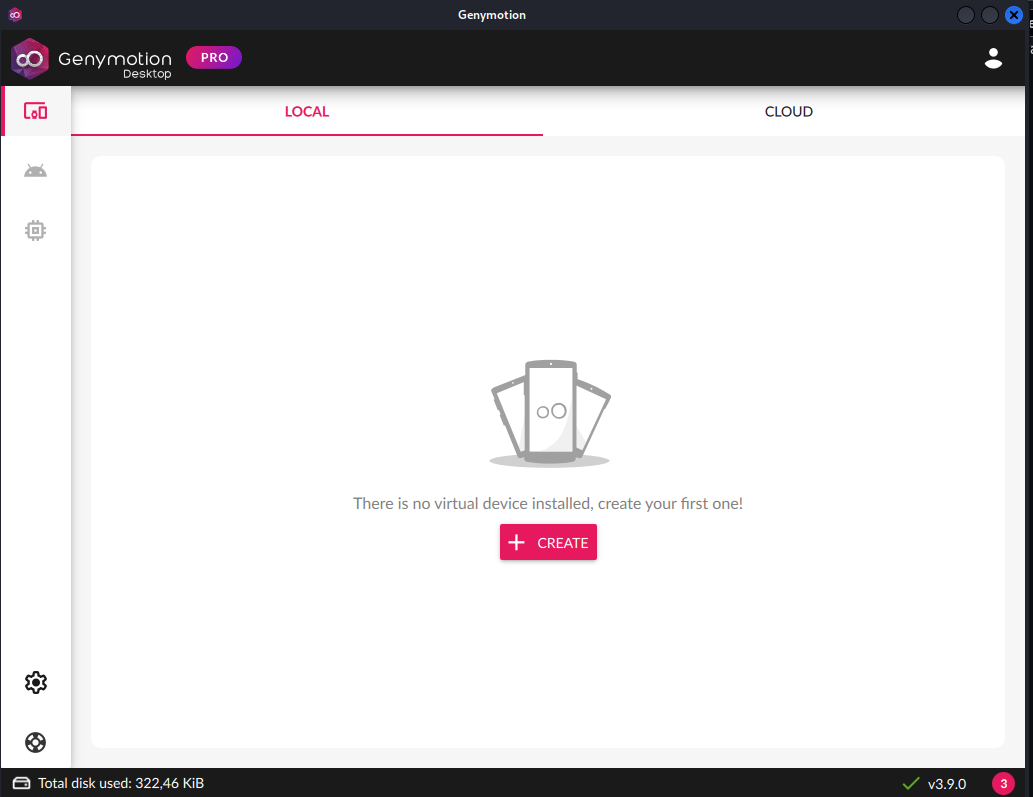 Genymotion
Genymotion
Desktop
PRO
LOCAL
CLOUD
There is no virtual device installed, create your first one!
CREATE
Total disk used: 322,46 KiB
v3.9.0
3